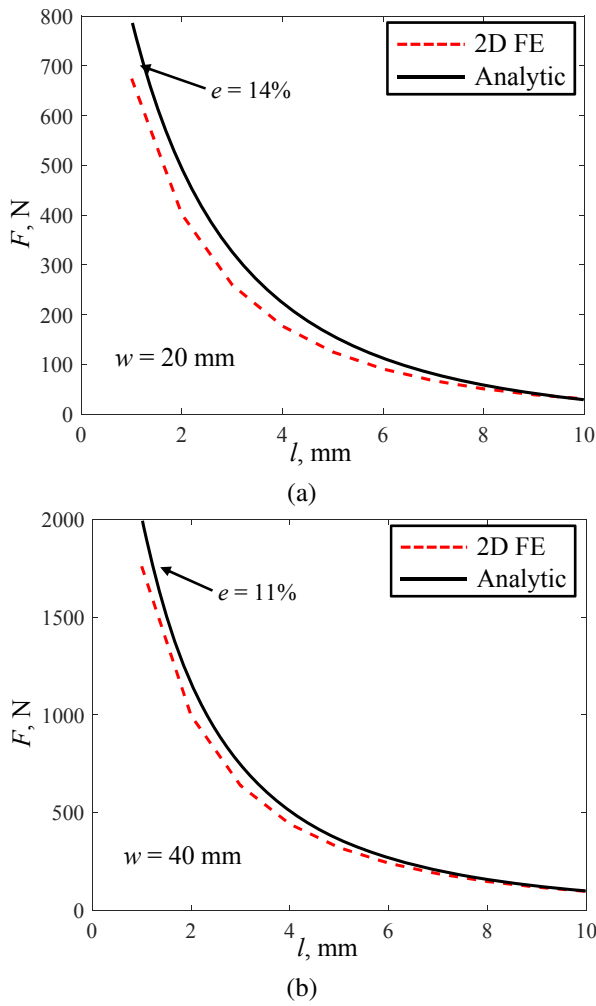 800
700
600
500
400
300
200
100
0
F, N
2D FE
Analytic
e = 14%
w = 20 mm
0 2 4 6 8 10
l, mm
(a)
2000
1500
1000
500
0
F, N
2D FE
Analytic
e = 11%
w = 40 mm
0 2 4 6 8 10
l, mm
(b)